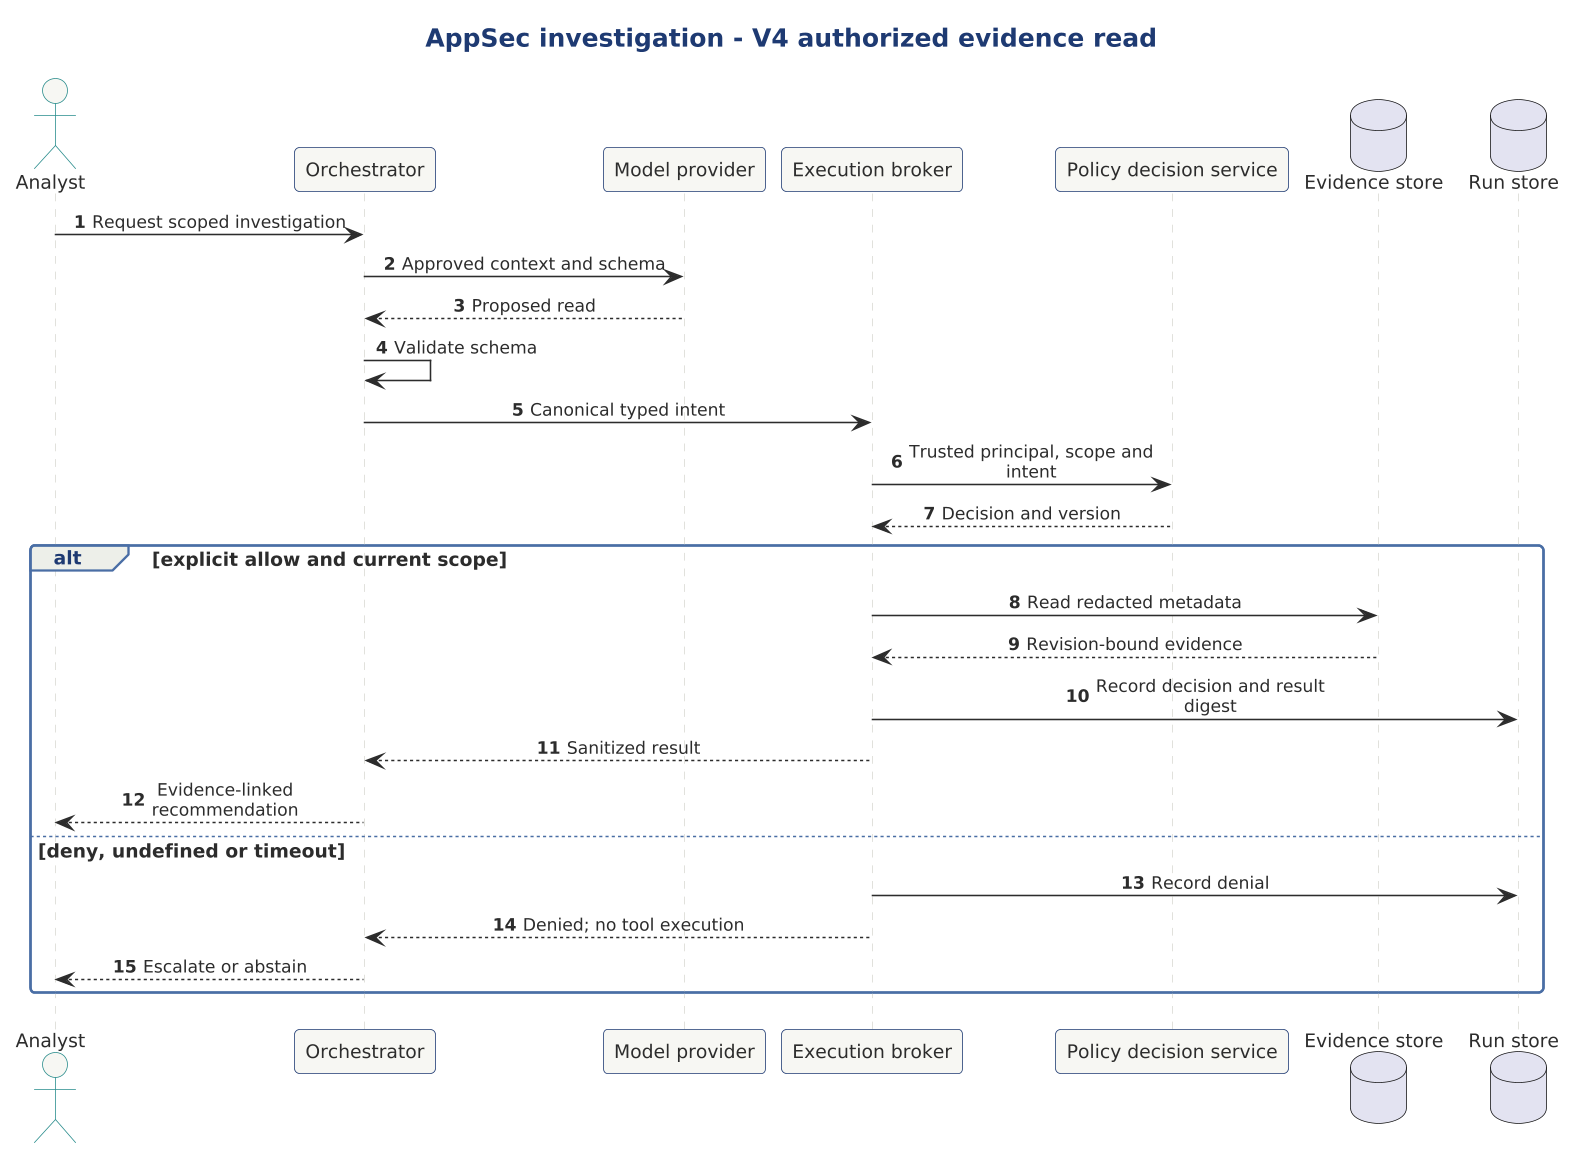 AppSec investigation - V4 authorized evidence read
Analyst
Orchestrator
Model provider
Execution broker
Policy decision service
Evidence store
Run store
1 Request scoped investigation
2 Approved context and schema
3 Proposed read
4 Validate schema
5 Canonical typed intent
6 Trusted principal, scope and
intent
7 Decision and version
alt [explicit allow and current scope]
8 Read redacted metadata
9 Revision-bound evidence
10 Record decision and result
digest
11 Sanitized result
12 Evidence-linked
recommendation
[deny, undefined or timeout]
13 Record denial
14 Denied; no tool execution
15 Escalate or abstain
Analyst
Orchestrator
Model provider
Execution broker
Policy decision service
Evidence store
Run store